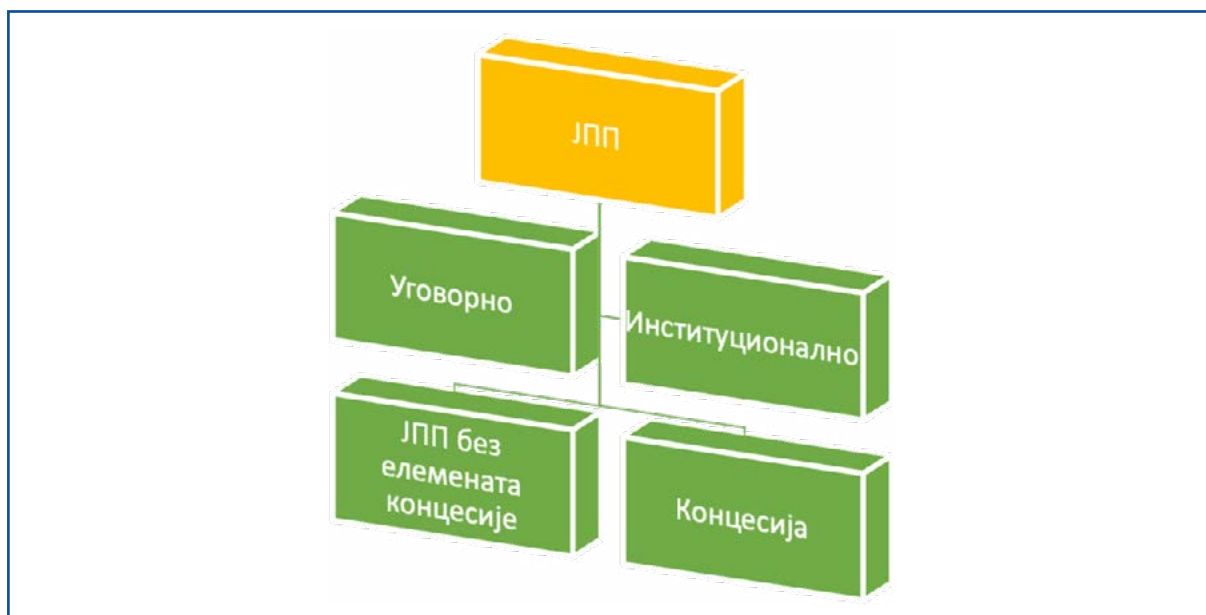 ЈПП
Уговорно
Институционално
ЈПП без
елемената
концесије
Концесија